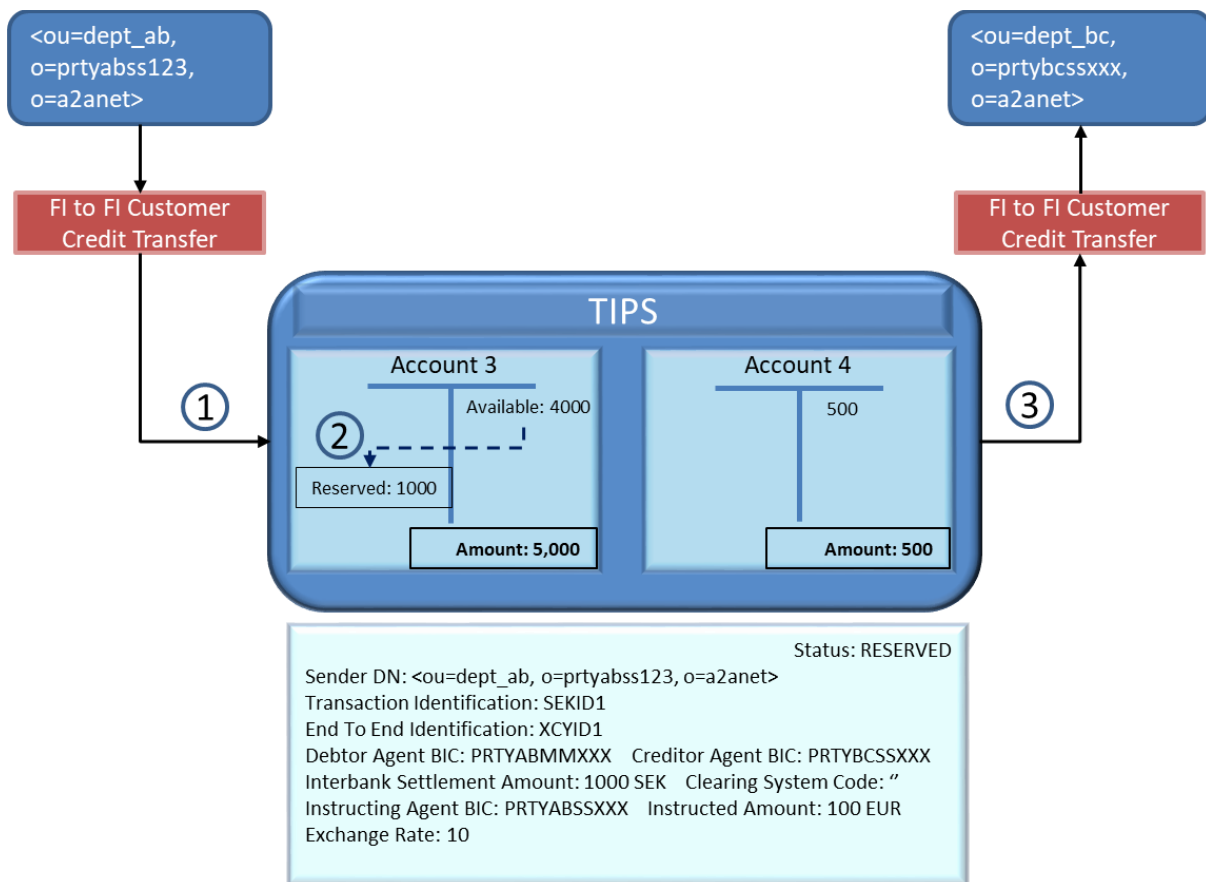 <ou=dept_ab,
o=prtyabss123,
o=a2anet>
<ou=dept_bc,
o=prtybcssxxx,
o=a2anet>
FI to FI Customer
Credit Transfer
FI to FI Customer
Credit Transfer
TIPS
Account 3
Account 4
1
Available: 4000
500
3
2
Reserved: 1000
Amount: 5,000
Amount: 500
Status: RESERVED
Sender DN: <ou=dept_ab, o=prtyabss123, o=a2anet>
Transaction Identification: SEKID1
End To End Identification: XCYID1
Debtor Agent BIC: PRTYABMMXXX    Creditor Agent BIC: PRTYBCSSXXX
Interbank Settlement Amount: 1000 SEK    Clearing System Code: ‘’
Instructing Agent BIC: PRTYABSSXXX    Instructed Amount: 100 EUR
Exchange Rate: 10